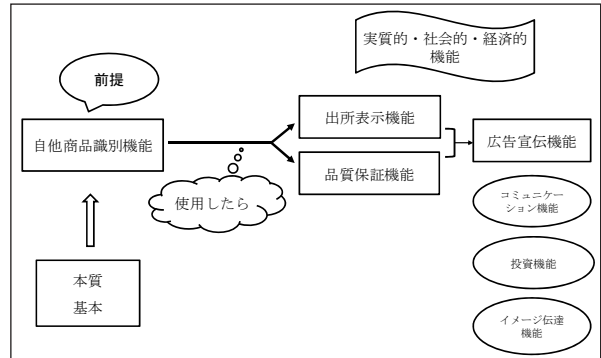 実質的・社会的・経済的
機能
前提
自他商品識別機能
出所表示機能
品質保証機能
広告宣伝機能
使用したら
コミュニケー
ション機能
本質
基本
投資機能
イメージ伝達
機能